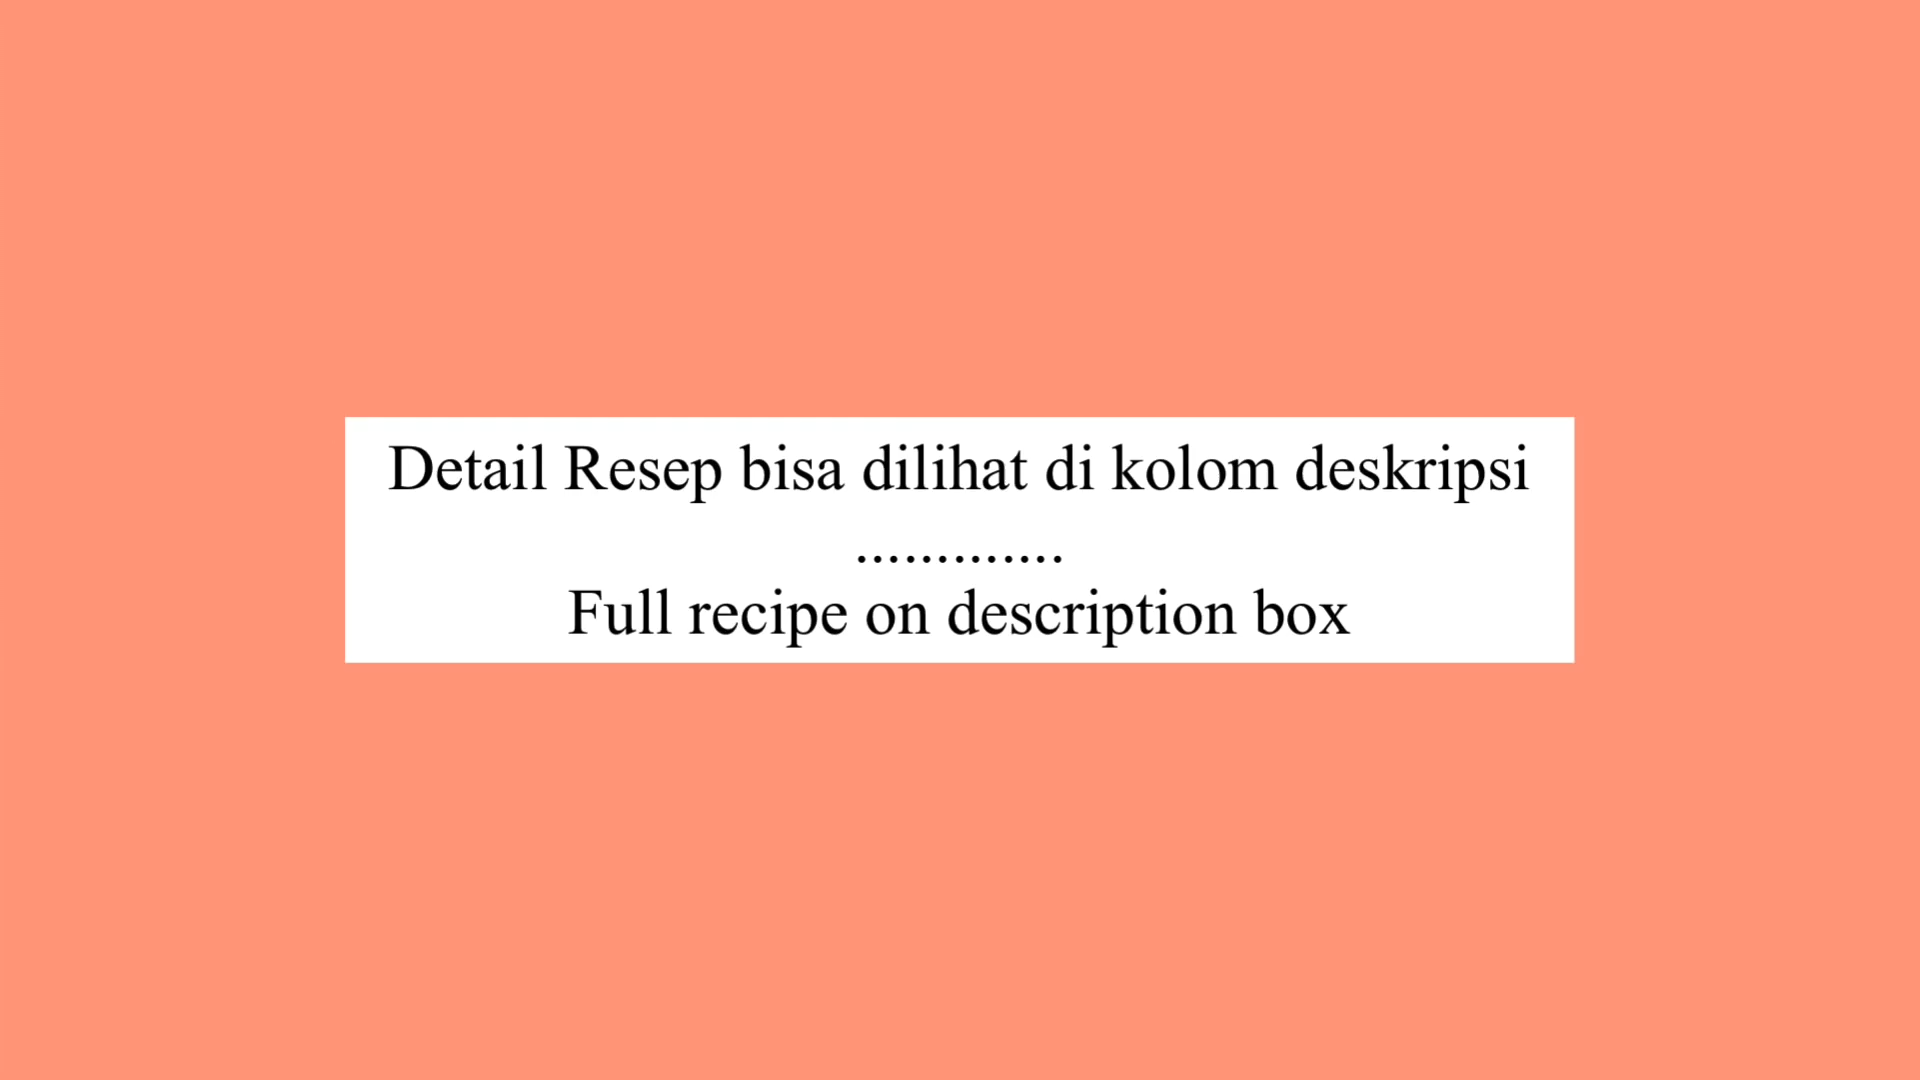 Detail Resep bisa dilihat di kolom deskripsi
.............
Full recipe on description box